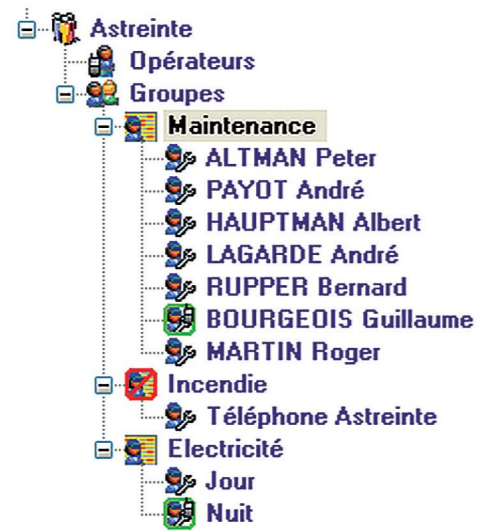 Astreinte
Opérateurs
Groupes
Maintenance
ALTMAN Peter
PAYOT André
HAUPTMAN Albert
LAGARDE André
RUPPER Bernard
BOURGEOIS Guillaume
MARTIN Roger
Incendie
Téléphone Astreinte
Electricité
Jour
Nuit